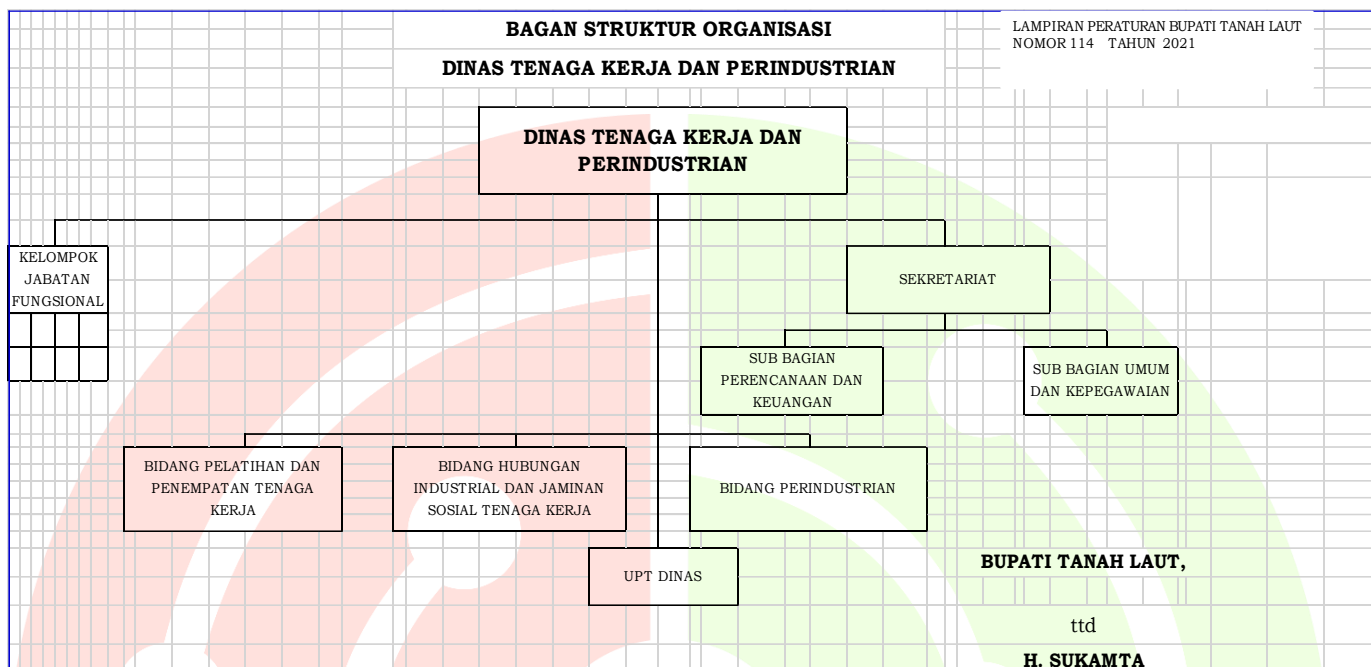 BAGAN STRUKTUR ORGANISASI
DINAS TENAGA KERJA DAN PERINDUSTRIAN
LAMPIRAN PERATURAN BUPATI TANAH LAUT
NOMOR 114 TAHUN 2021
DINAS TENAGA KERJA DAN
PERINDUSTRIAN
KELOMPOK
JABATAN
FUNGSIONAL
SEKRETARIAT
SUB BAGIAN
PERENCANAAN DAN
KEUANGAN
SUB BAGIAN UMUM
DAN KEPEGAWAIAN
BIDANG PELATIHAN DAN
PENEMPATAN TENAGA
KERJA
BIDANG HUBUNGAN
INDUSTRIAL DAN JAMINAN
SOSIAL TENAGA KERJA
BIDANG PERINDUSTRIAN
UPT DINAS
BUPATI TANAH LAUT,
ttd
H. SUKAMTA